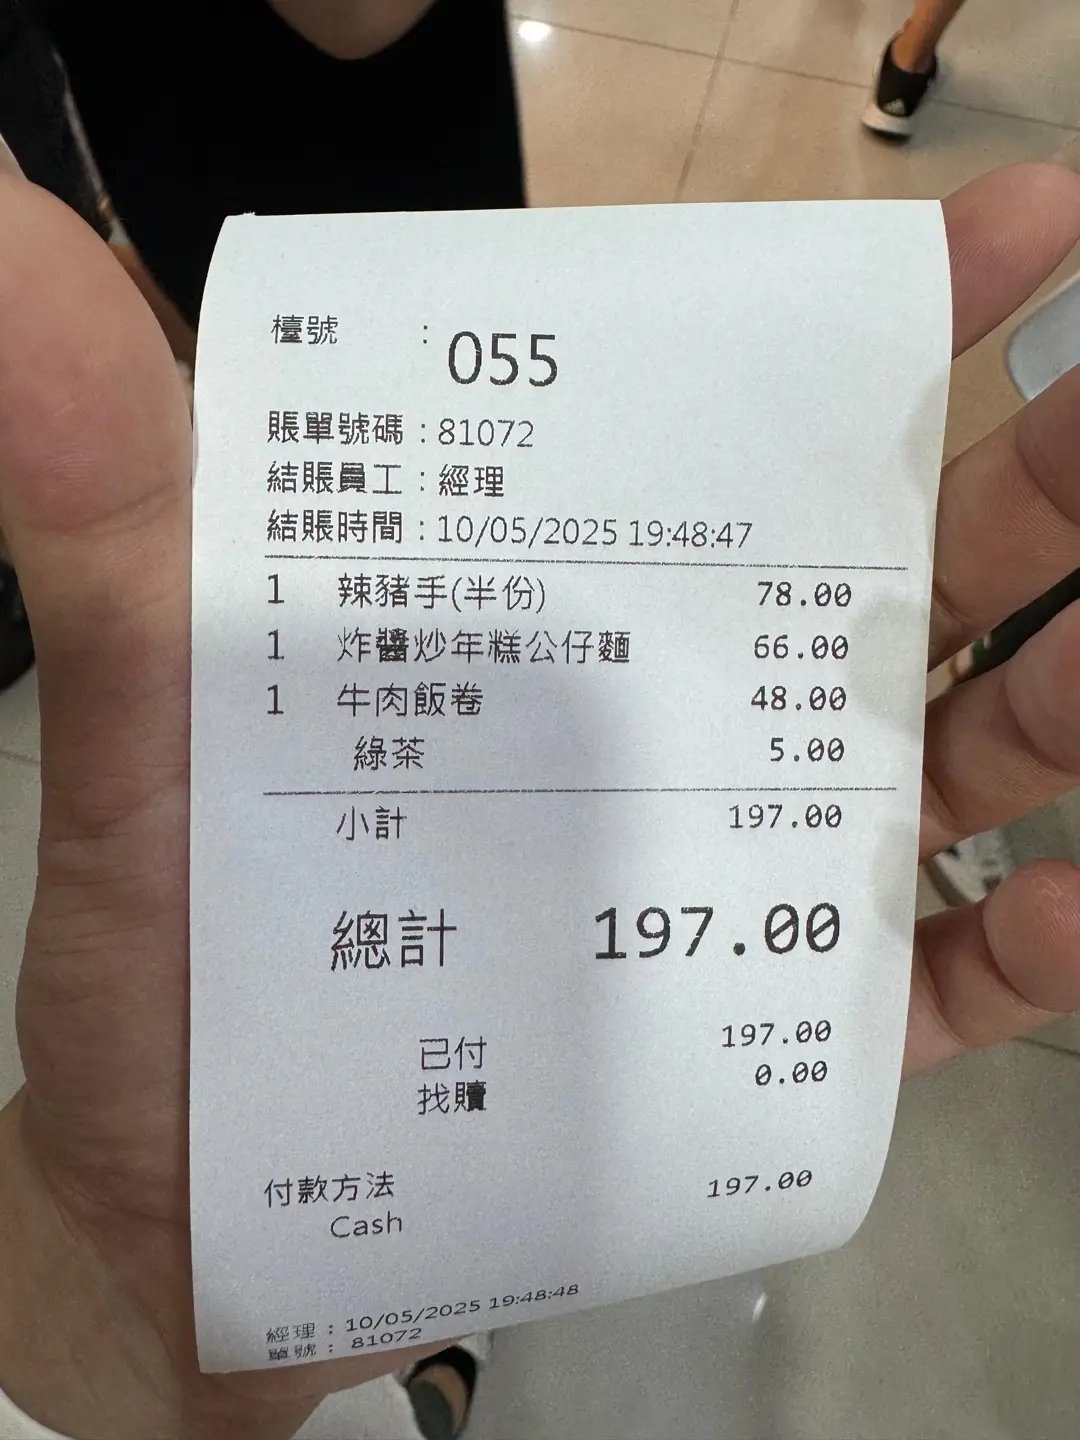 檯號 : 055
賬單號碼 : 81072
結賬員工 : 經理
結賬時間 : 10/05/2025 19:48:47
1 辣豬手(半份) 78.00
1 炸醬炒年糕公仔麵 66.00
1 牛肉飯卷 48.00
綠茶 5.00
小計 197.00
總計 197.00
已付 197.00
找贖 0.00
付款方法 197.00
Cash
經理 : 10/05/2025 19:48:48
單號 : 81072